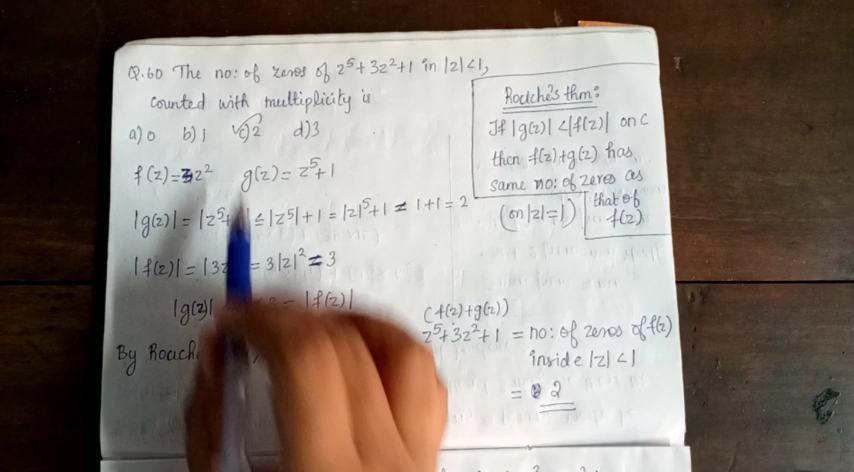 Q.60 The no: of zeros of z⁵+3z²+1 in |z|<1,
counted with multiplicity is
a) 0 b) 1 c) 2 d) 3
f(z)=3z² g(z)= z⁵+1
|g(z)| = |z⁵+ | ≤ |z⁵|+1 = |z|⁵+1 = 1+1 = 2
|f(z)| = |3z = 3|z|² = 3
|g(z)| = |f(z)|
By
Rouche's thm:
If |g(z)| < |f(z)| on C
then f(z)+g(z) has
same no: of zeros as
that of
f(z)
(on |z|=1)
(f(z)+g(z))
z⁵+3z²+1 = no: of zeros of f(z)
inside |z|<1
= 2